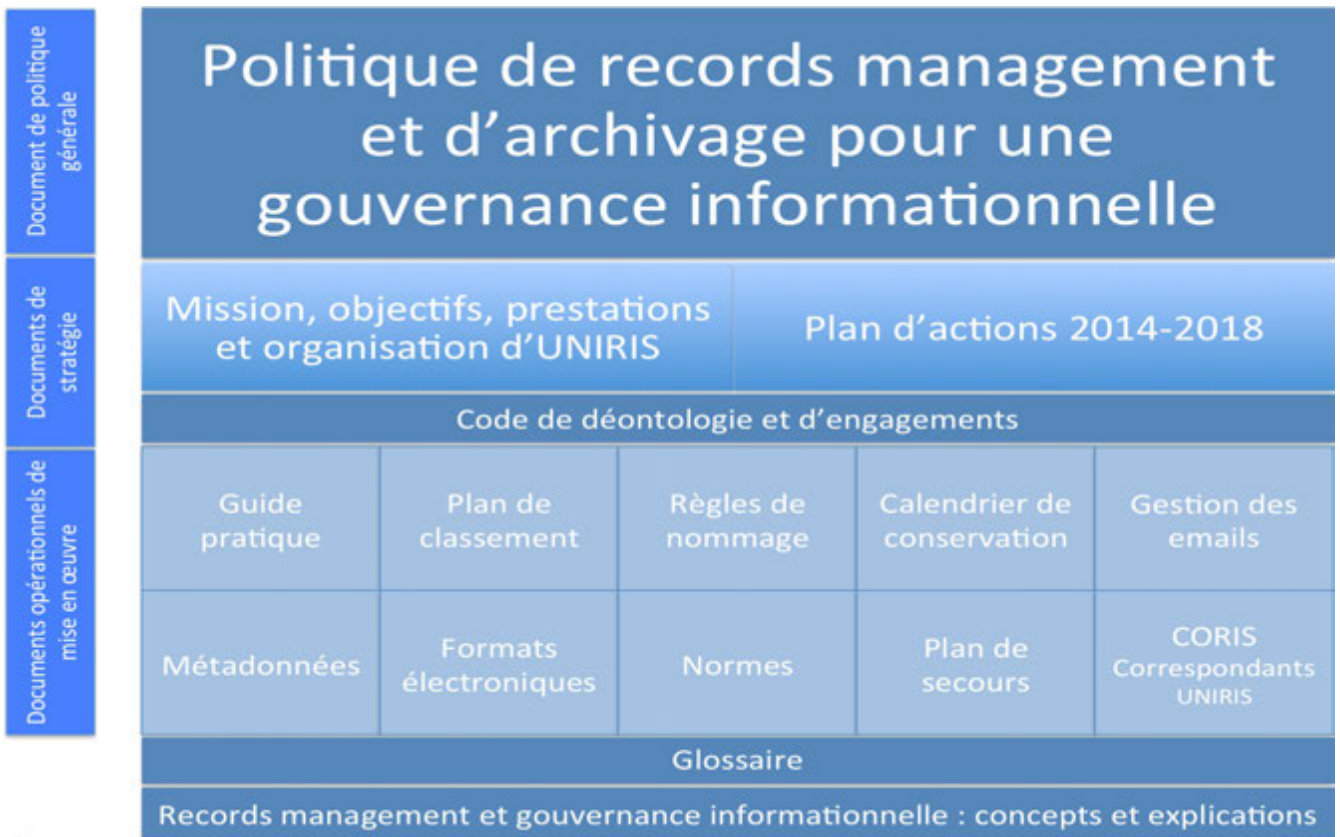 Document de politique
générale
Politique de records management
et d’archivage pour une
gouvernance informationnelle
Documents de
stratégie
Mission, objectifs, prestations
et organisation d’UNIRIS
Plan d’actions 2014-2018
Code de déontologie et d’engagements
Documents opérationnels de
mise en œuvre
Guide
pratique
Plan de
classement
Règles de
nommage
Calendrier de
conservation
Gestion des
emails
Métadonnées
Formats
électroniques
Normes
Plan de
secours
CORIS
Correspondants
UNIRIS
Glossaire
Records management et gouvernance informationnelle : concepts et explications